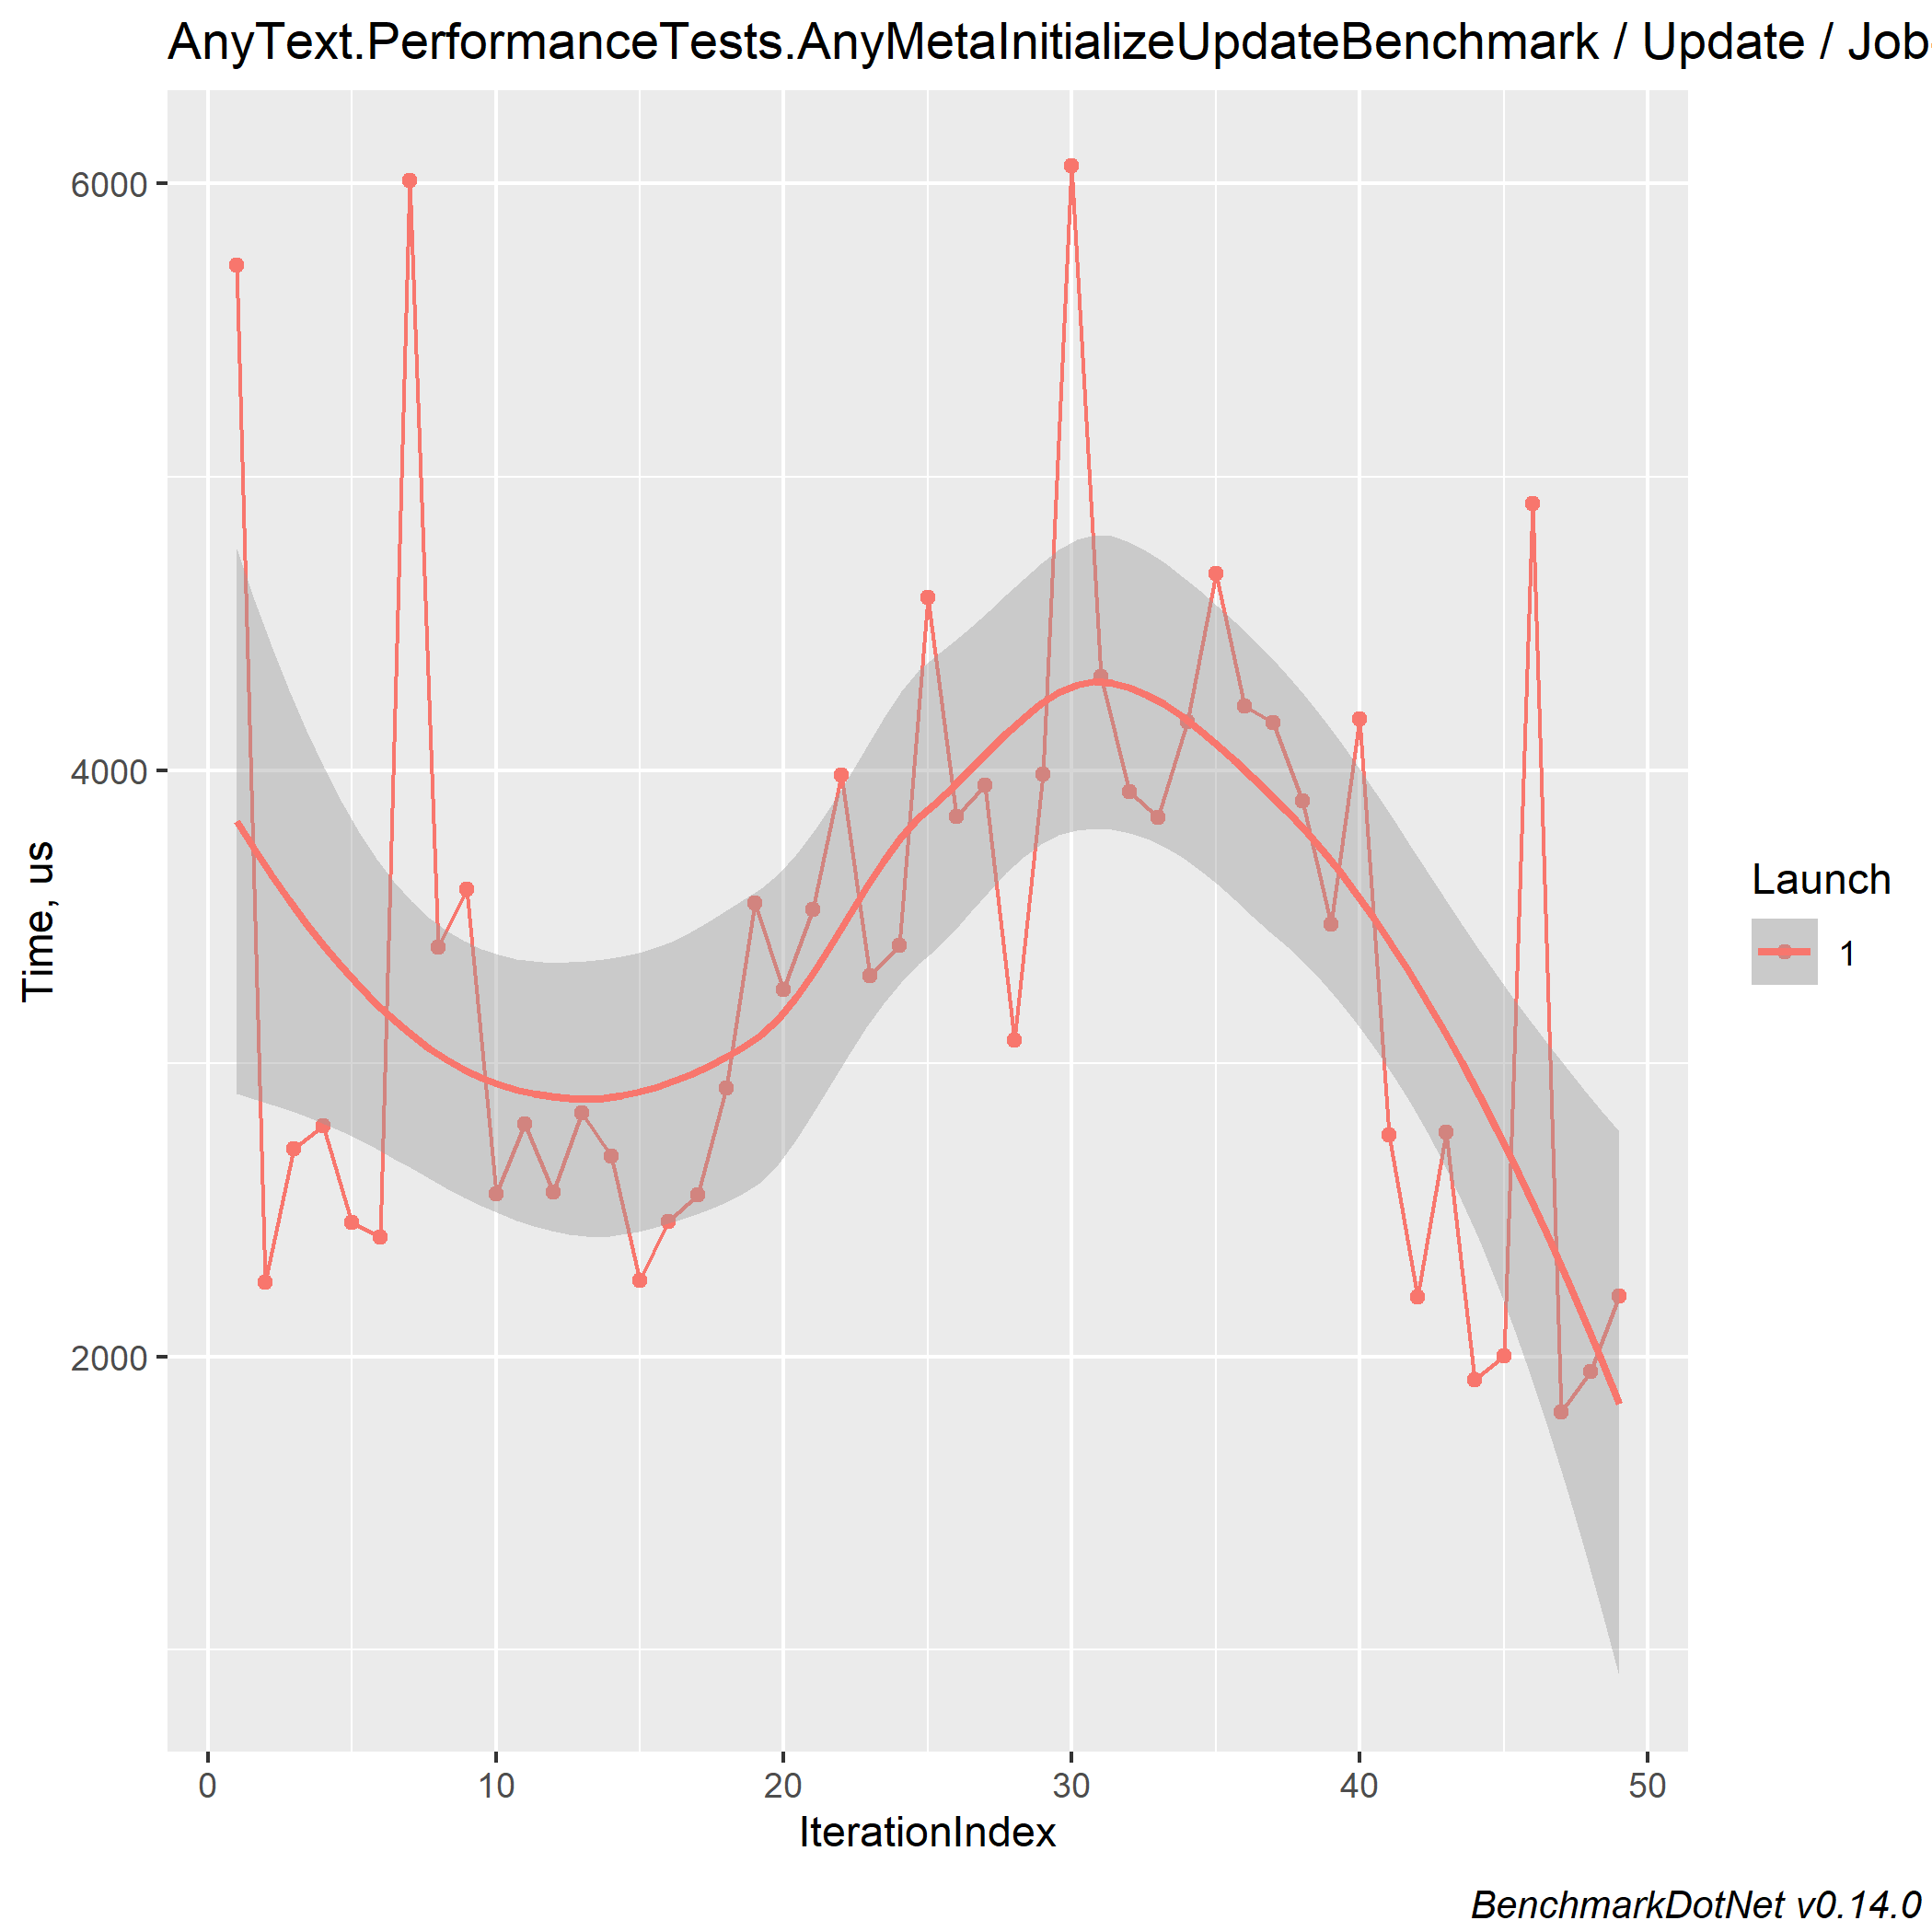 AnyText.PerformanceTests.AnyMetaInitializeUpdateBenchmark / Update / Job
6000
4000
2000
Time, us
0 10 20 30 40 50
IterationIndex
Launch
1
BenchmarkDotNet v0.14.0